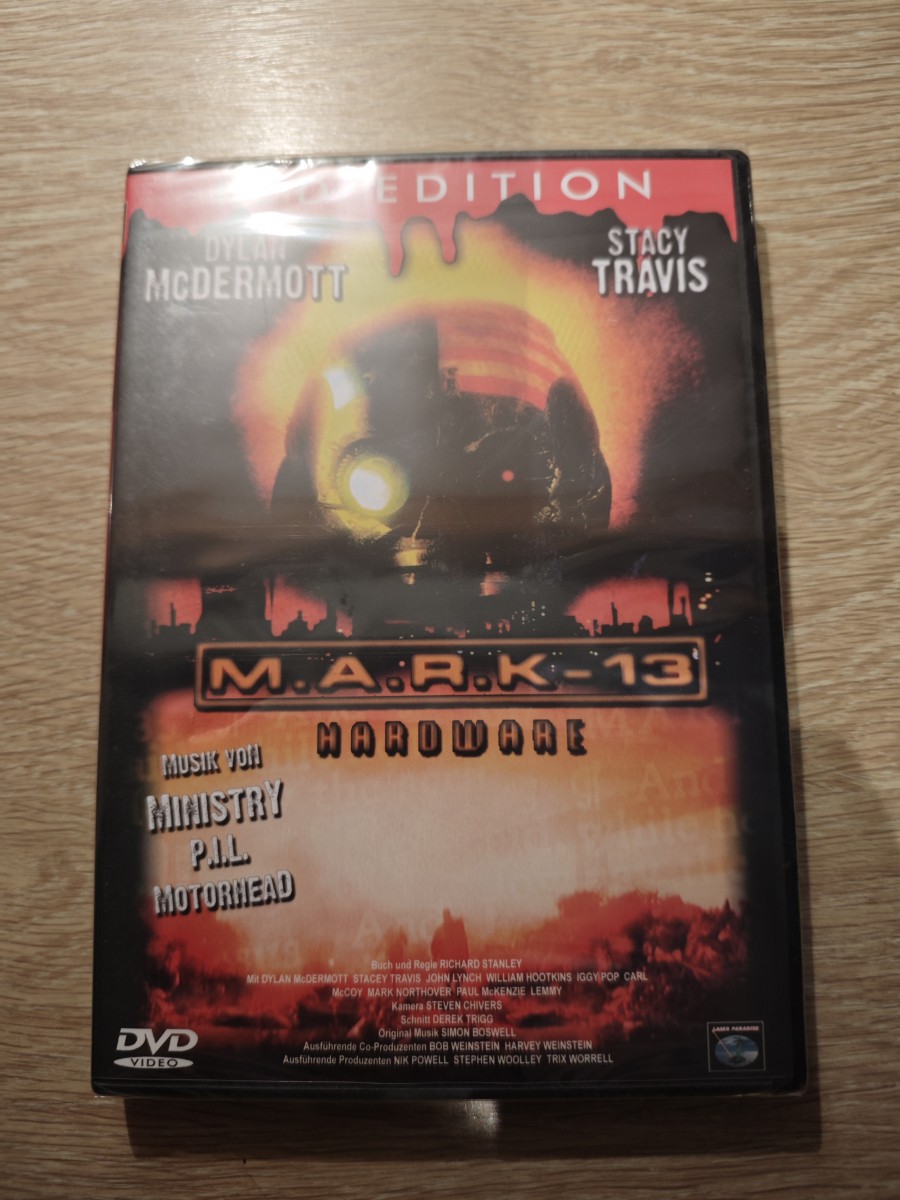 EDITION
DYLAN
McDERMOTT
STACY
TRAVIS
M.A.R.K-13
HARDWARE
MUSIK VON
MINISTRY
P.I.L.
MOTORHEAD
Buch und Regie RICHARD STANLEY
Mit DYLAN McDERMOTT STACEY TRAVIS JOHN LYNCH WILLIAM HOOTKINS IGGY POP CARL
McCOY MARK NORTHOVER PAUL McKENZIE LEMMY
Kamera STEVEN CHIVERS
Schnitt DEREK TRIGG
Original Musik SIMON BOSWELL
Ausführende Co-Produzenten BOB WEINSTEIN HARVEY WEINSTEIN
Ausführende Produzenten NIK POWELL STEPHEN WOOLLEY TRIX WORRELL
DVD
VIDEO
LASER PARADISE